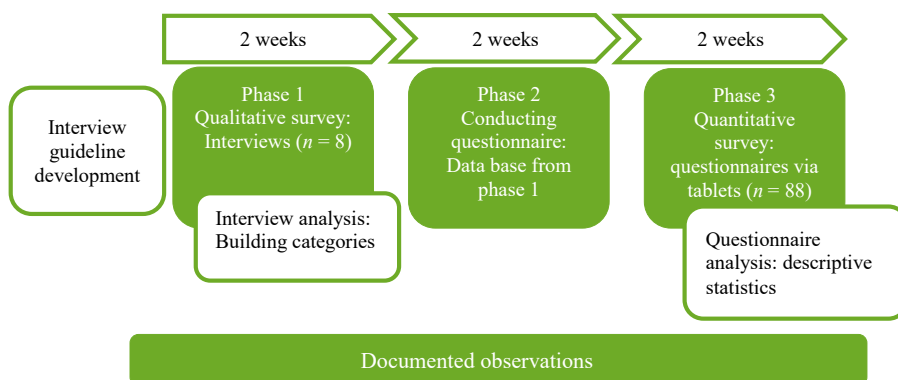 2 weeks
2 weeks
2 weeks
Interview
guideline
development
Phase 1
Qualitative survey:
Interviews (n = 8)
Interview analysis:
Building categories
Phase 2
Conducting
questionnaire:
Data base from
phase 1
Phase 3
Quantitative
survey:
questionnaires via
tablets (n = 88)
Questionnaire
analysis: descriptive
statistics
Documented observations